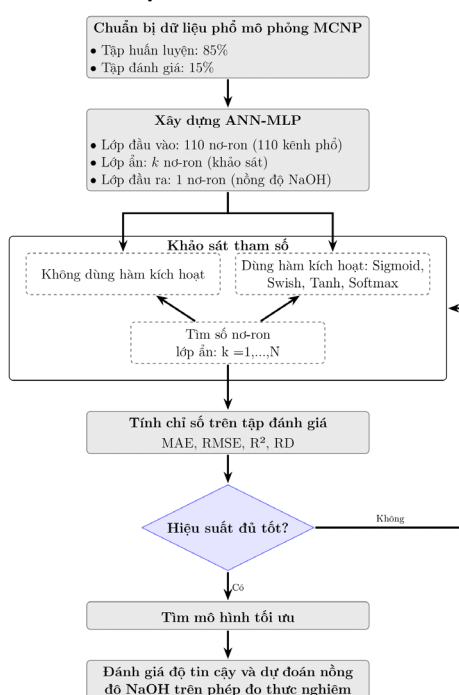 Chuẩn bị dữ liệu phổ mô phỏng MCNP
• Tập huấn luyện: 85%
• Tập đánh giá: 15%
Xây dựng ANN-MLP
• Lớp đầu vào: 110 nơ-ron (110 kênh phổ)
• Lớp ẩn: k nơ-ron (khảo sát)
• Lớp đầu ra: 1 nơ-ron (nồng độ NaOH)
Khảo sát tham số
Không dùng hàm kích hoạt
Dùng hàm kích hoạt: Sigmoid,
Swish, Tanh, Softmax
Tìm số nơ-ron
lớp ẩn: k =1,...,N
Tính chỉ số trên tập đánh giá
MAE, RMSE, R², RD
Hiệu suất đủ tốt?
Không
Có
Tìm mô hình tối ưu
Đánh giá độ tin cậy và dự đoán nồng
độ NaOH trên phép đo thực nghiệm